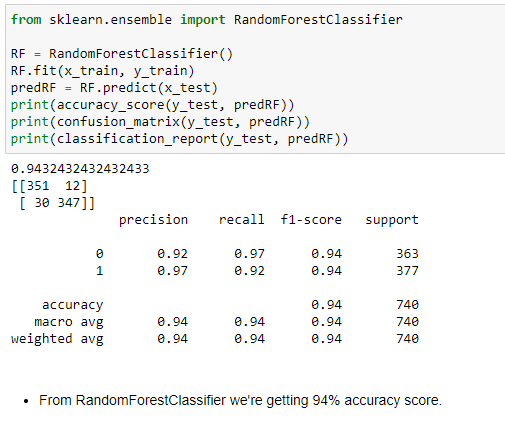 from sklearn.ensemble import RandomForestClassifier
RF = RandomForestClassifier()
RF.fit(x_train, y_train)
predRF = RF.predict(x_test)
print(accuracy_score(y_test, predRF))
print(confusion_matrix(y_test, predRF))
print(classification_report(y_test, predRF))
0.9432432432432433
[[351  12]
 [ 30 347]]
              precision    recall  f1-score   support
           0       0.92      0.97      0.94       363
           1       0.97      0.92      0.94       377
    accuracy                           0.94       740
   macro avg       0.94      0.94      0.94       740
weighted avg       0.94      0.94      0.94       740
• From RandomForestClassifier we're getting 94% accuracy score.